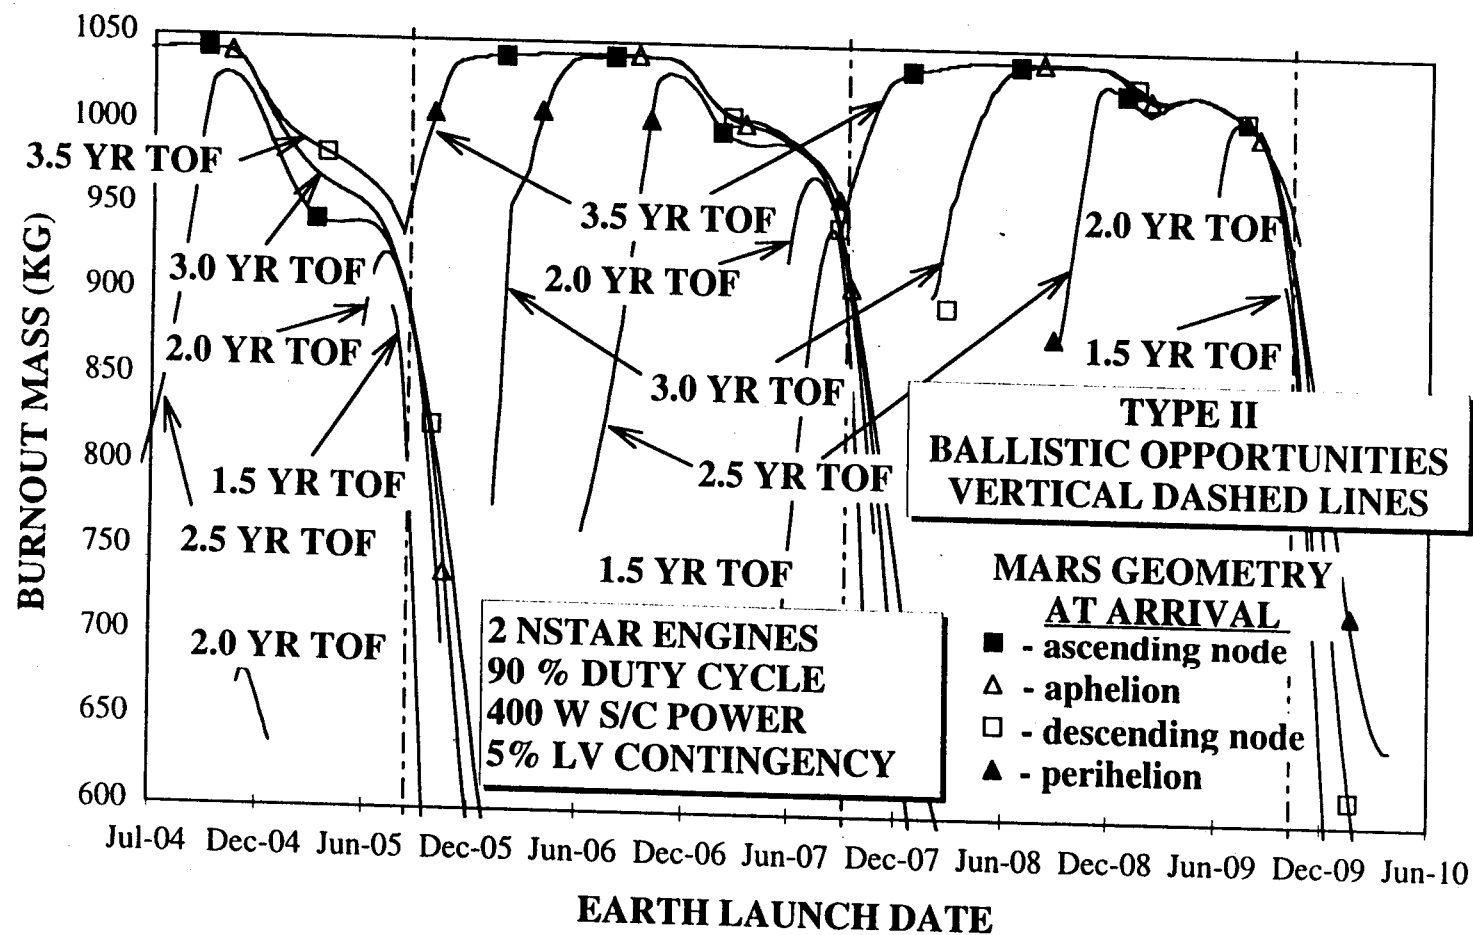 1050
1000
950
900
850
800
750
700
650
600
BURNOUT MASS (KG)
3.5 YR TOF
3.0 YR TOF
2.0 YR TOF
1.5 YR TOF
2.5 YR TOF
2.0 YR TOF
3.5 YR TOF
2.0 YR TOF
3.0 YR TOF
2.5 YR TOF
1.5 YR TOF
2.0 YR TOF
1.5 YR TOF
TYPE II
BALLISTIC OPPORTUNITIES
VERTICAL DASHED LINES
2 NSTAR ENGINES
90 % DUTY CYCLE
400 W S/C POWER
5% LV CONTINGENCY
MARS GEOMETRY
AT ARRIVAL
- ascending node
- aphelion
- descending node
- perihelion
Jul-04 Dec-04 Jun-05 Dec-05 Jun-06 Dec-06 Jun-07 Dec-07 Jun-08 Dec-08 Jun-09 Dec-09 Jun-10
EARTH LAUNCH DATE